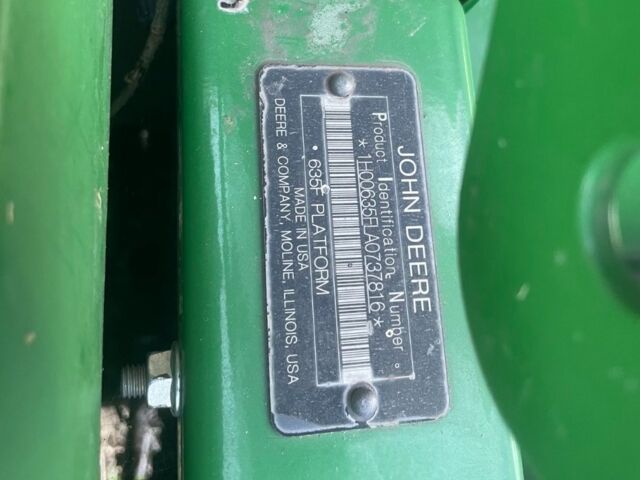 JOHN DEERE
Product Identification Number
*1H00635FLA0737816*
635F PLATFORM
MADE IN USA
DEERE & COMPANY, MOLINE, ILLINOIS, USA